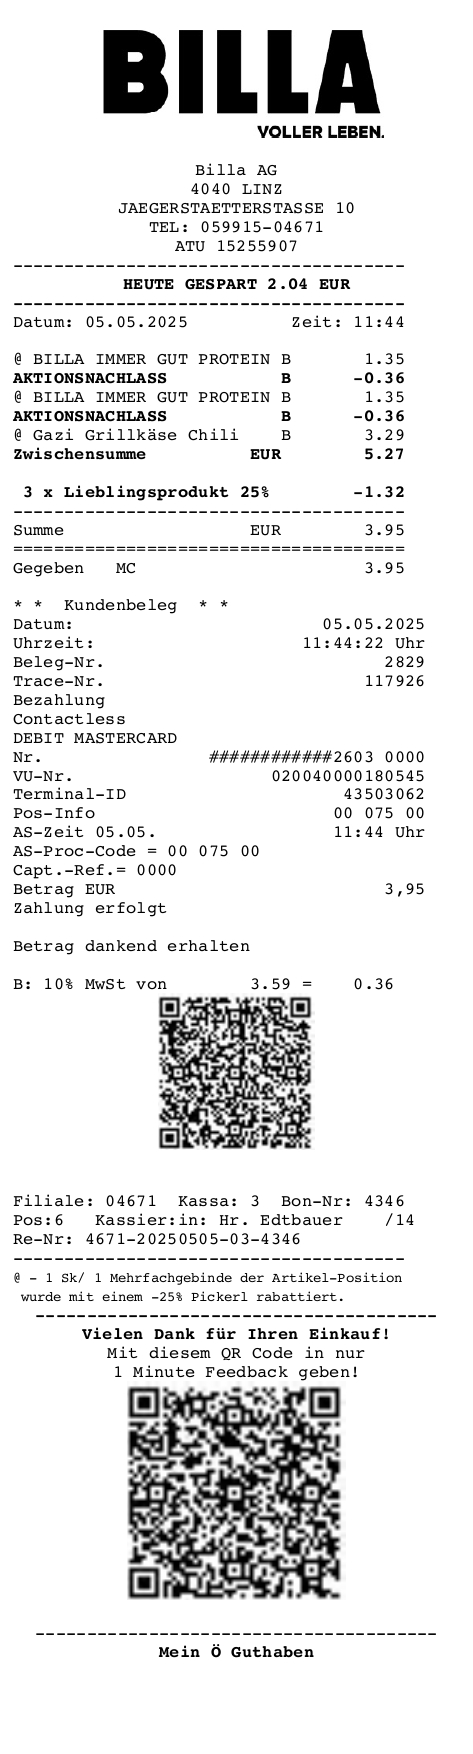 BILLA
VOLLER LEBEN.
Billa AG
4040 LINZ
JAEGERSTAETTERSTASSE 10
TEL: 059915-04671
ATU 15255907
--------------------------------------
HEUTE GESPART 2.04 EUR
--------------------------------------
Datum: 05.05.2025 Zeit: 11:44
@ BILLA IMMER GUT PROTEIN B 1.35
AKTIONSNACHLASS B -0.36
@ BILLA IMMER GUT PROTEIN B 1.35
AKTIONSNACHLASS B -0.36
@ Gazi Grillkäse Chili B 3.29
Zwischensumme EUR 5.27
3 x Lieblingsprodukt 25% -1.32
--------------------------------------
Summe EUR 3.95
======================================
Gegeben MC 3.95
* * Kundenbeleg * *
Datum: 05.05.2025
Uhrzeit: 11:44:22 Uhr
Beleg-Nr. 2829
Trace-Nr. 117926
Bezahlung
Contactless
DEBIT MASTERCARD
Nr. ############2603 0000
VU-Nr. 020040000180545
Terminal-ID 43503062
Pos-Info 00 075 00
AS-Zeit 05.05. 11:44 Uhr
AS-Proc-Code = 00 075 00
Capt.-Ref.= 0000
Betrag EUR 3,95
Zahlung erfolgt
Betrag dankend erhalten
B: 10% MwSt von 3.59 = 0.36
Filiale: 04671 Kassa: 3 Bon-Nr: 4346
Pos:6 Kassier:in: Hr. Edtbauer /14
Re-Nr: 4671-20250505-03-4346
--------------------------------------
@ - 1 Sk/ 1 Mehrfachgebinde der Artikel-Position
wurde mit einem -25% Pickerl rabattiert.
---------------------------------------
Vielen Dank für Ihren Einkauf!
Mit diesem QR Code in nur
1 Minute Feedback geben!
---------------------------------------
Mein Ö Guthaben